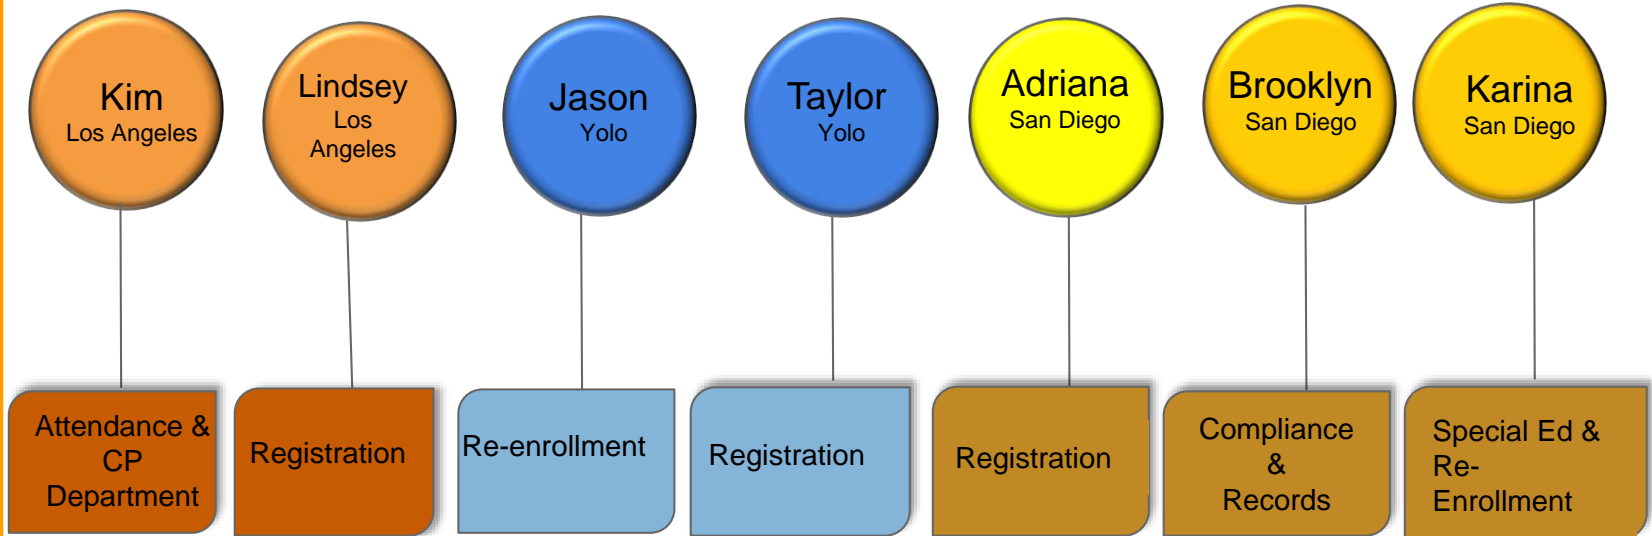 Kim
Los Angeles
Lindsey
Los
Angeles
Jason
Yolo
Taylor
Yolo
Adriana
San Diego
Brooklyn
San Diego
Karina
San Diego
Attendance &
CP
Department
Registration
Re-enrollment
Registration
Registration
Compliance
&
Records
Special Ed &
Re-
Enrollment